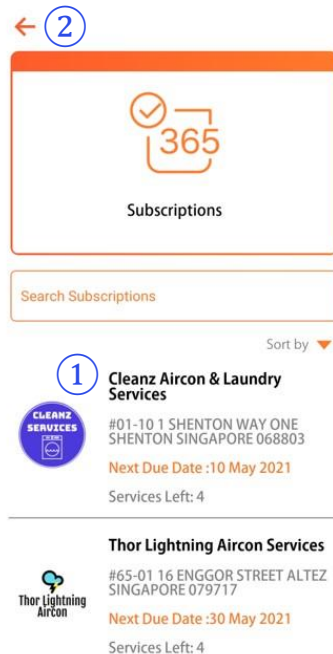 ②
365
Subscriptions
Search Subscriptions
Sort by
①
Cleanz Aircon & Laundry
Services
CLEANZ
SERVICES
#01-10 1 SHENTON WAY ONE
SHENTON SINGAPORE 068803
Next Due Date :10 May 2021
Services Left: 4
Thor Lightning Aircon Services
Thor Lightning
Aircon
#65-01 16 ENGGOR STREET ALTEZ
SINGAPORE 079717
Next Due Date :30 May 2021
Services Left: 4